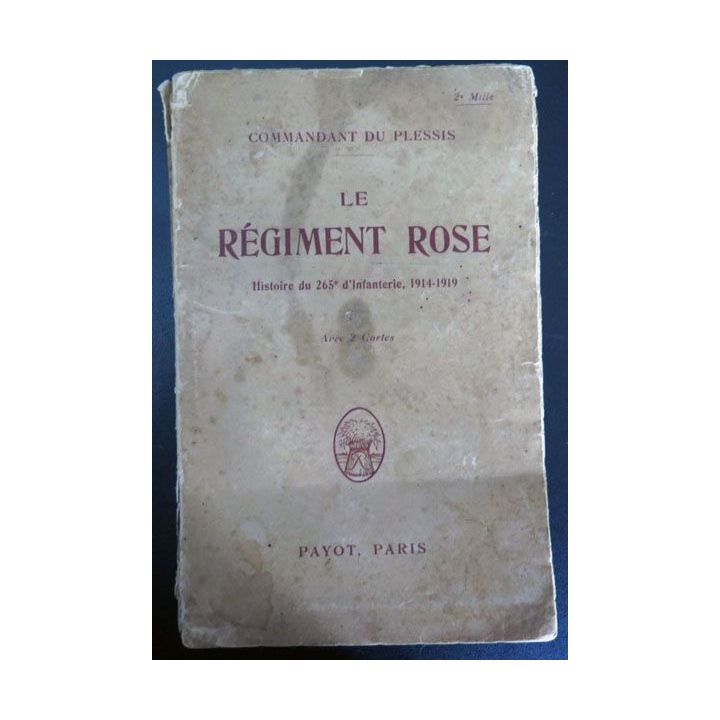 2e Mille
COMMANDANT DU PLESSIS
LE
RÉGIMENT ROSE
Histoire du 265e d'Infanterie, 1914-1919
Avec 2 Cartes
PAYOT, PARIS